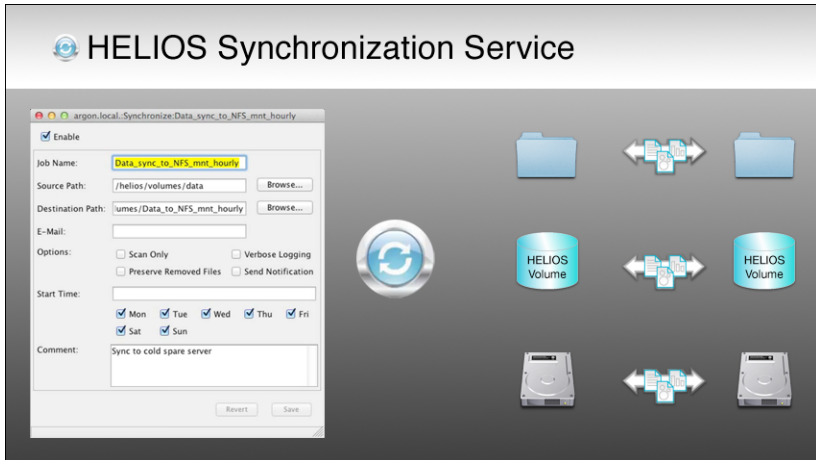 HELIOS Synchronization Service
argon.local.:Synchronize:Data_sync_to_NFS_mnt_hourly
Enable
Job Name: Data_sync_to_NFS_mnt_hourly
Source Path: /helios/volumes/data Browse...
Destination Path: umes/Data_to_NFS_mnt_hourly Browse...
E-Mail:
Options: Scan Only Verbose Logging
Preserve Removed Files Send Notification
Start Time:
Mon Tue Wed Thu Fri
Sat Sun
Comment: Sync to cold spare server
Revert Save
HELIOS
Volume
HELIOS
Volume